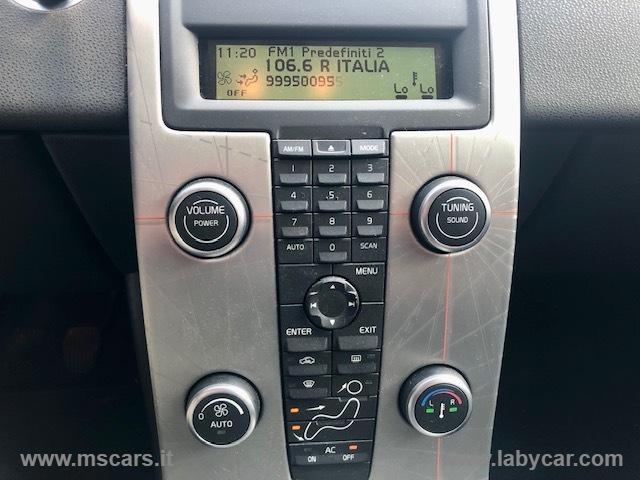 11:20 FM1 Predefiniti 2
106.6 R ITALIA
999500955
OFF Lo Lo
AM/FM MODE
1 2 3
4 5 6
7 8 9
AUTO 0 SCAN
VOLUME
POWER
TUNING
SOUND
MENU
ENTER EXIT
0 AUTO
L R
AC
ON OFF
www.mscars.it
.labycar.com